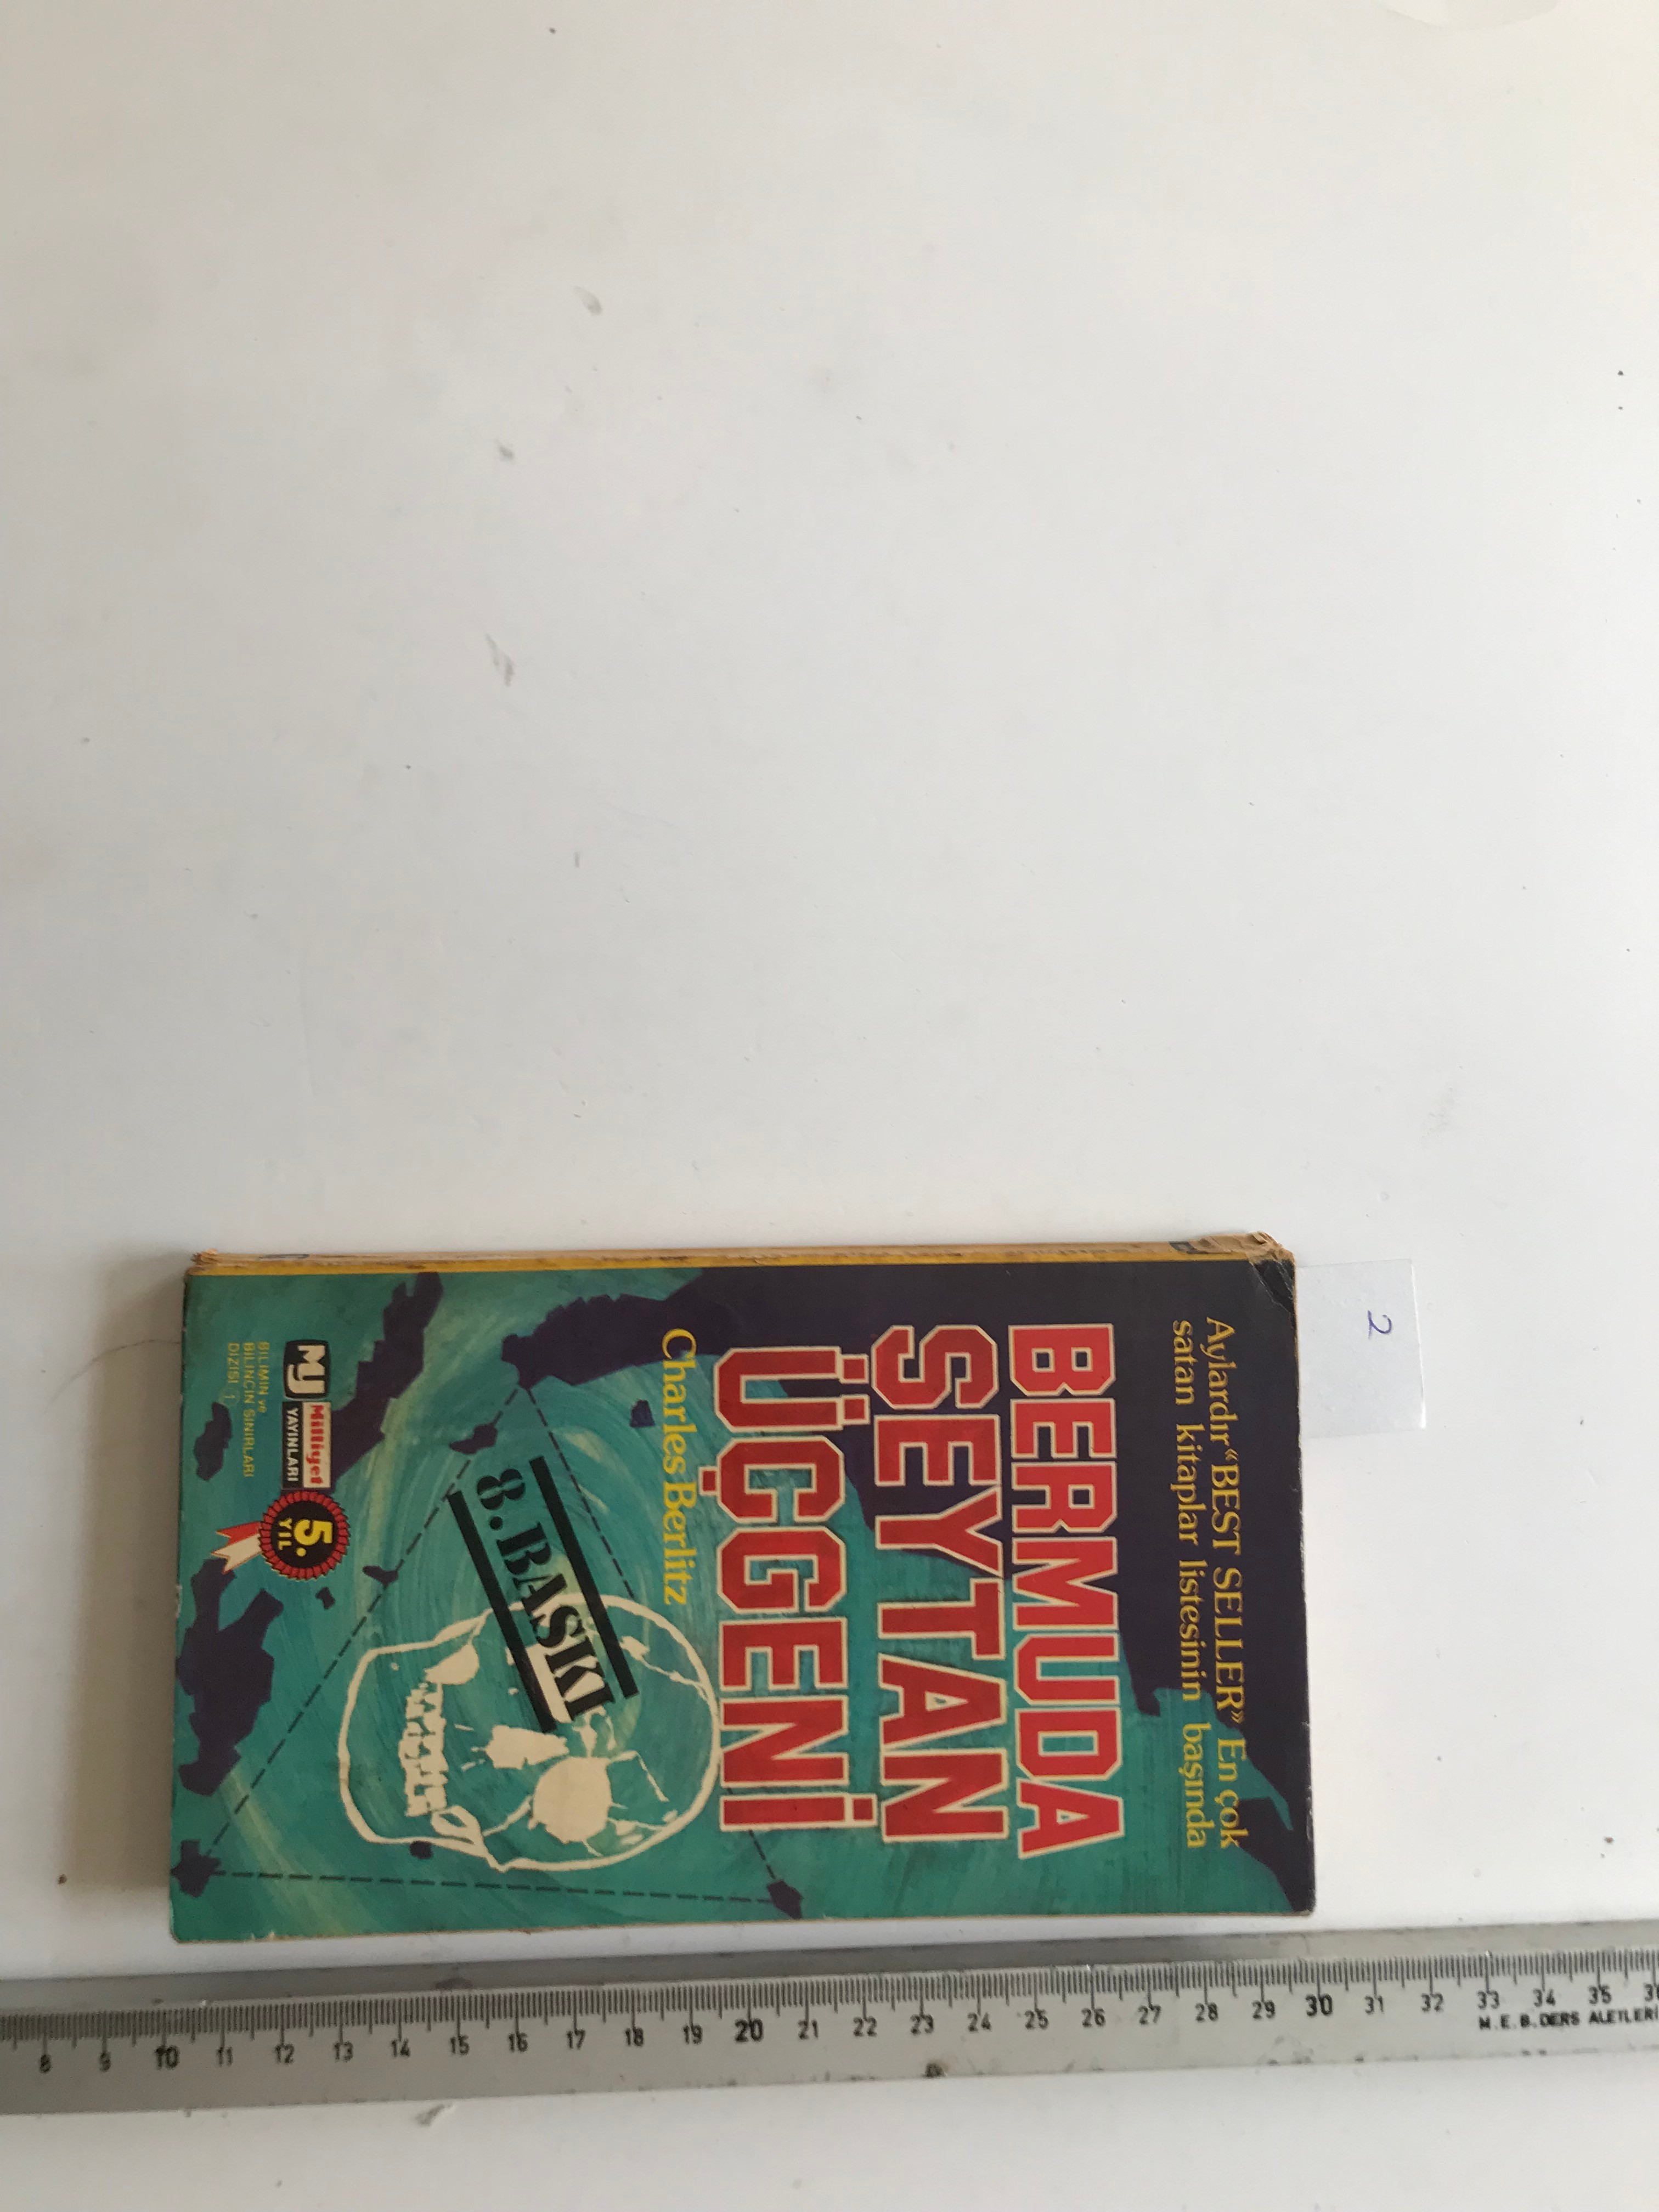 2
Aylardır "BEST SELLER" En çok
satan kitaplar listesinin başında
BERMUDA
ŞEYTAN
ÜÇGENİ
Charles Berlitz
8. BASKI
MY Milliyet
YAYINLARI
5.
YIL
BİLİMİN ve
BİLİNCİN SINIRLARI
DİZİSİ 1
8 9 10 11 12 13 14 15 16 17 18 19 20 21 22 23 24 25 26 27 28 29 30 31 32 33 34 35
M.E.B. DERS ALETLERİ